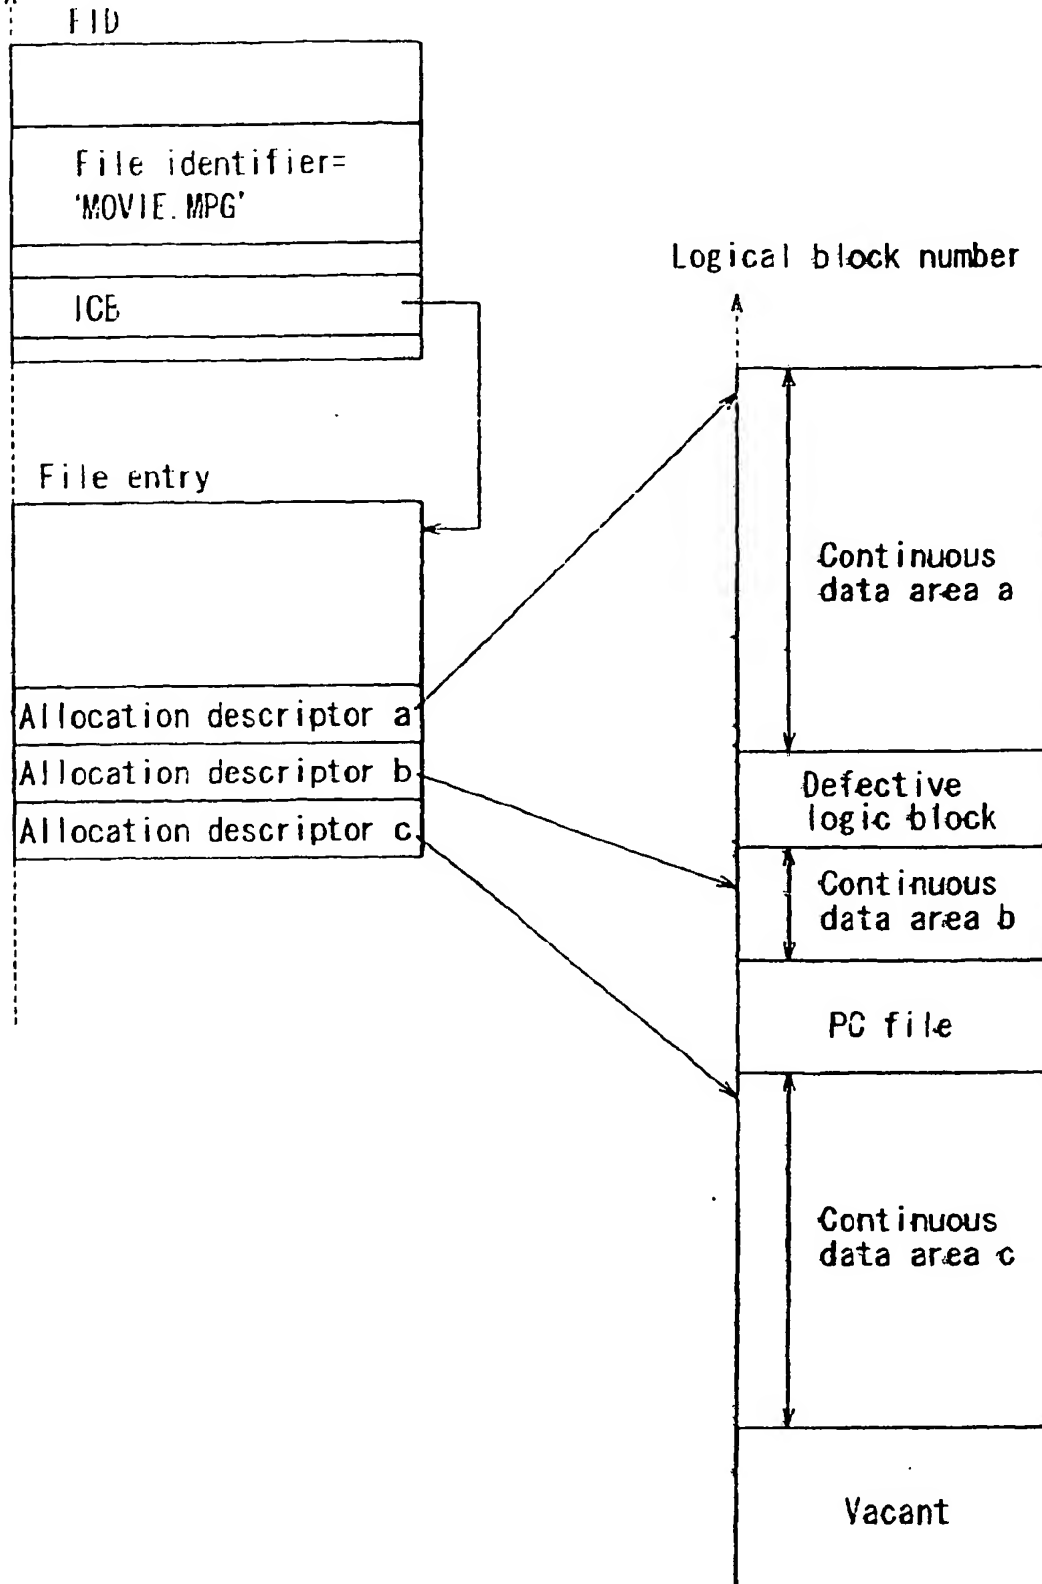 FID
File identifier=
'MOVIE.MPG'
ICB
File entry
Allocation descriptor a
Allocation descriptor b
Allocation descriptor c
Logical block number
Continuous
data area a
Defective
logic block
Continuous
data area b
PC file
Continuous
data area c
Vacant